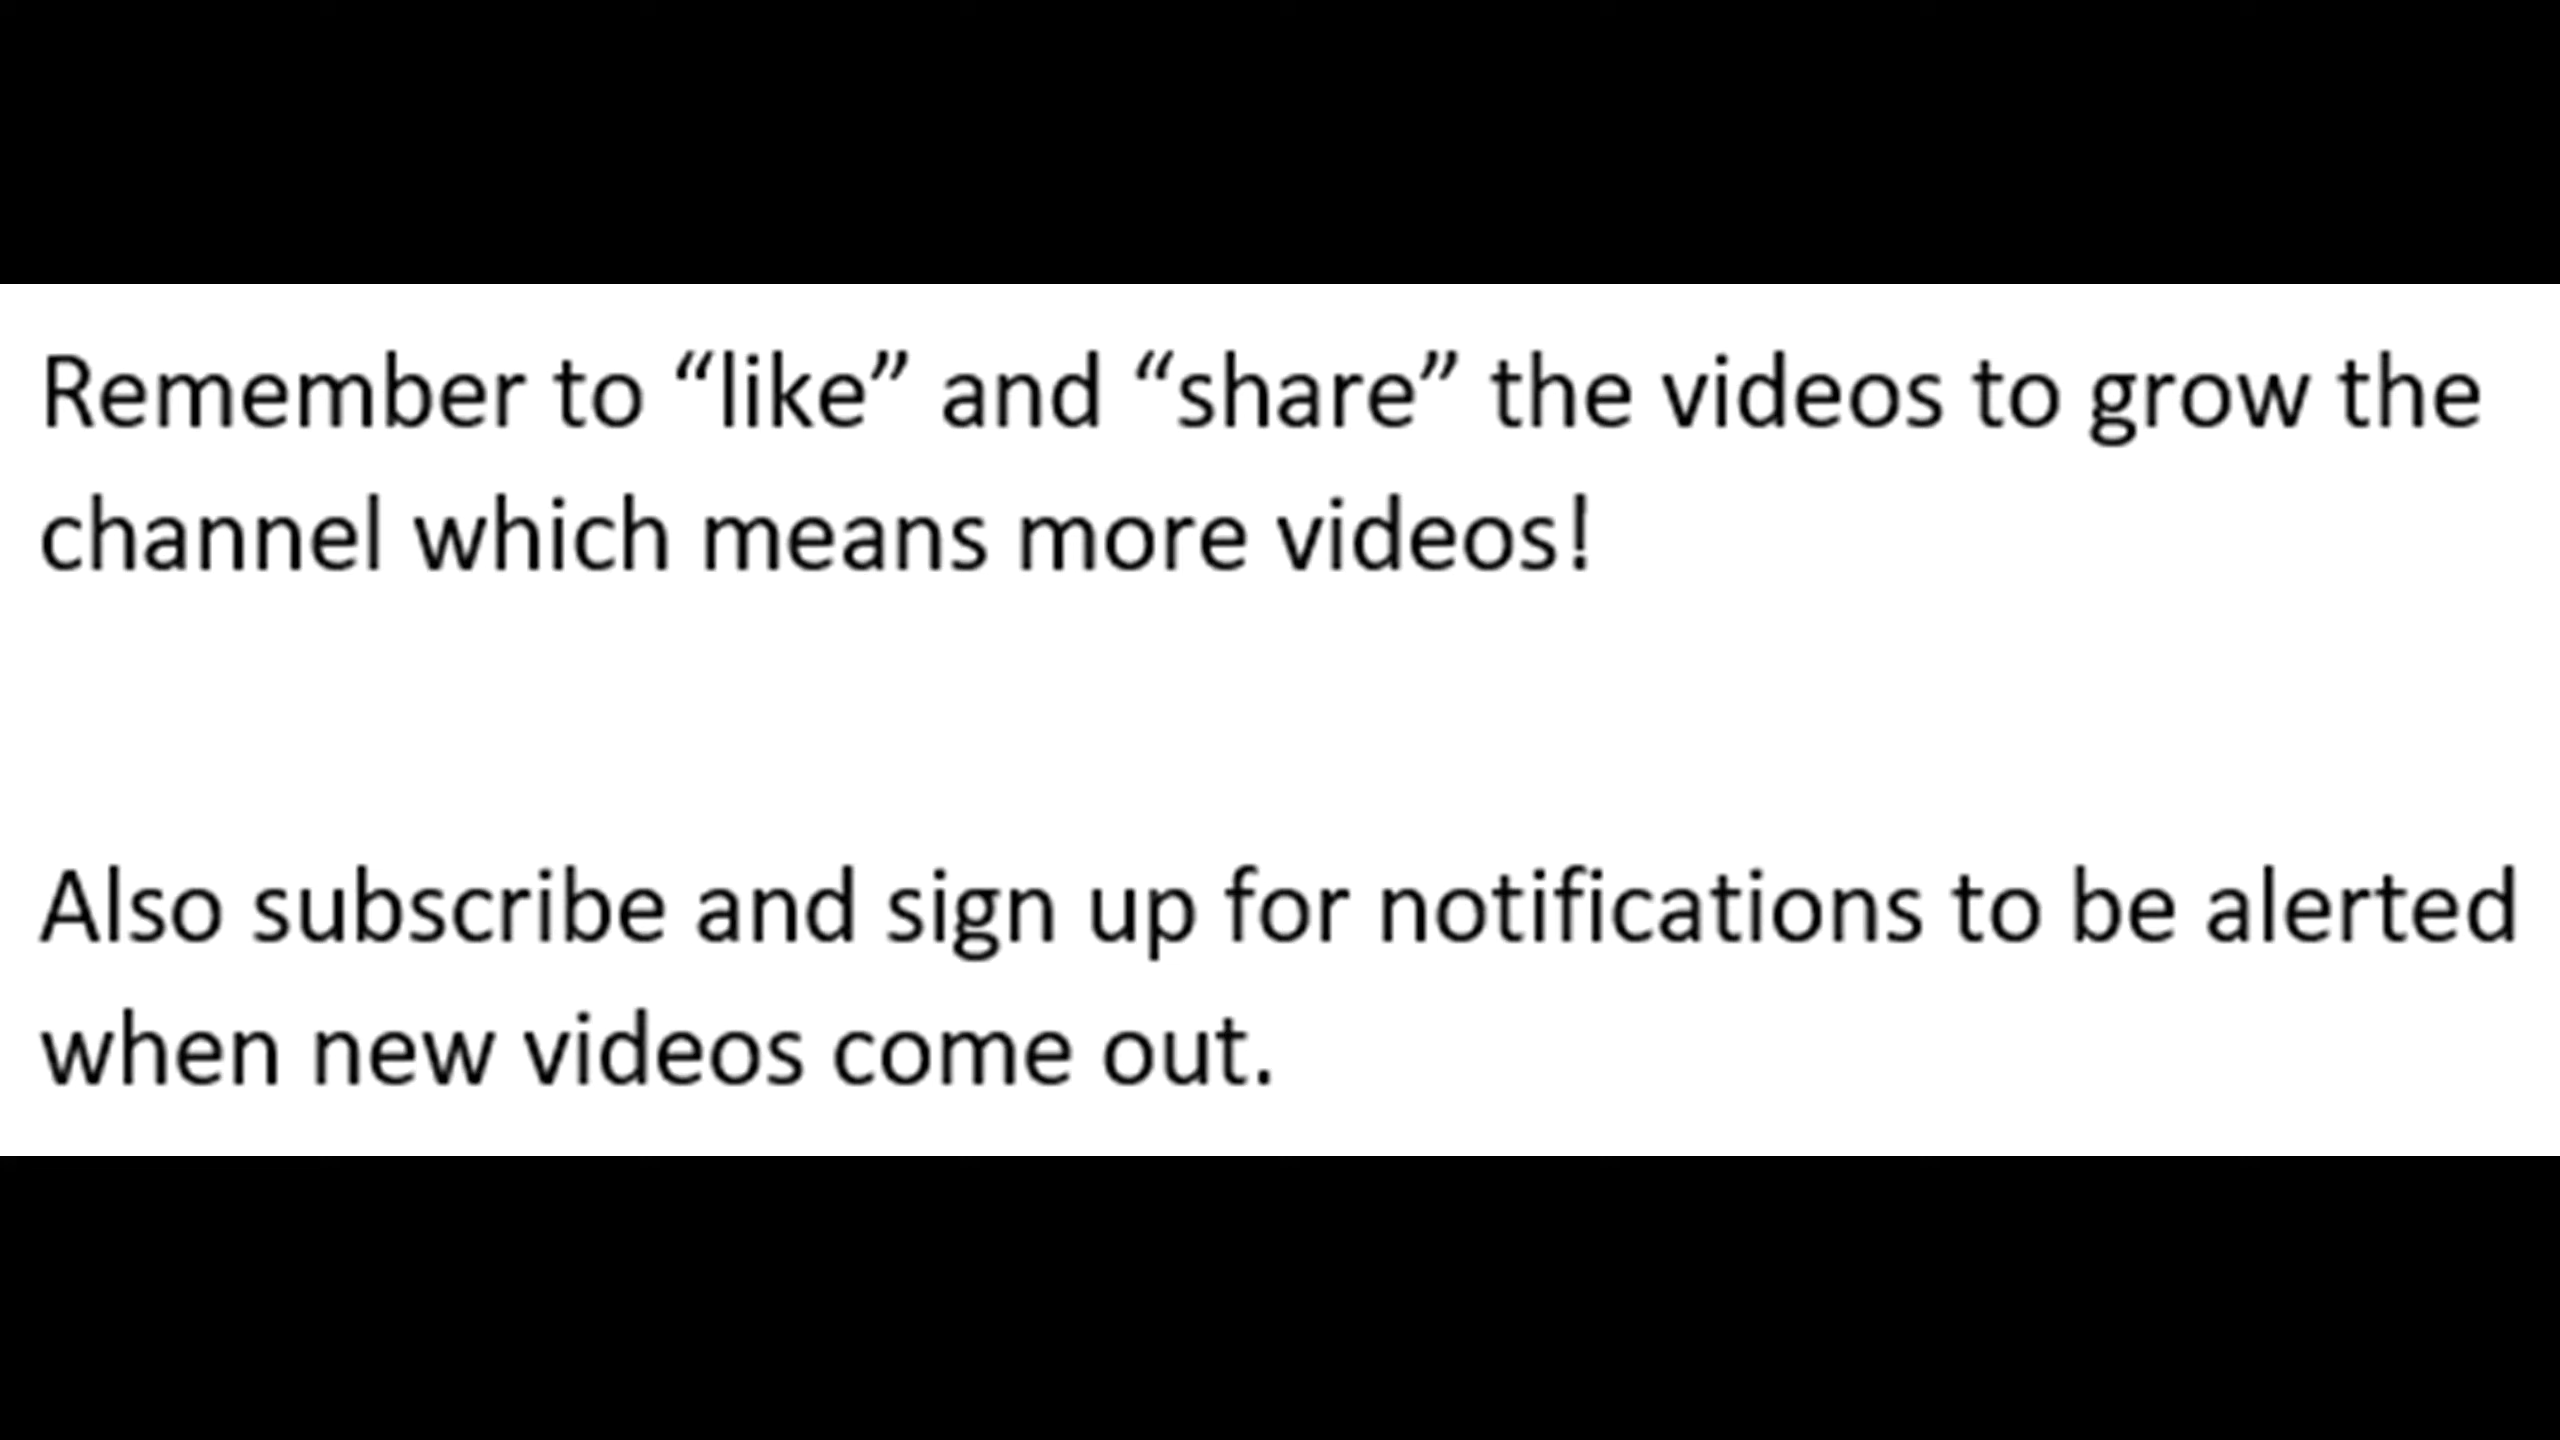 Remember to “like” and “share” the videos to grow the
channel which means more videos!
Also subscribe and sign up for notifications to be alerted
when new videos come out.